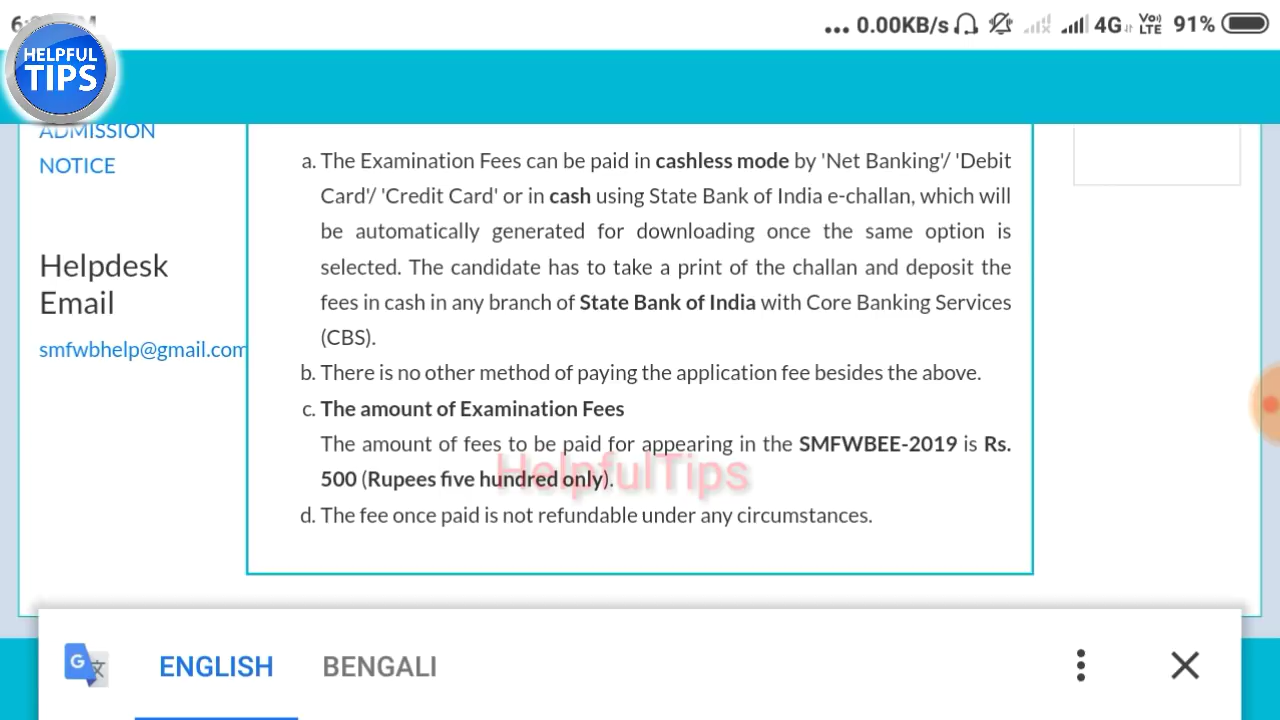 ... 0.00KB/s 4G Vo)) LTE 91%
HELPFUL
TIPS
ADMISSION
NOTICE
Helpdesk
Email
smfwbhelp@gmail.com
a. The Examination Fees can be paid in cashless mode by 'Net Banking'/ 'Debit
Card'/ 'Credit Card' or in cash using State Bank of India e-challan, which will
be automatically generated for downloading once the same option is
selected. The candidate has to take a print of the challan and deposit the
fees in cash in any branch of State Bank of India with Core Banking Services
(CBS).
b. There is no other method of paying the application fee besides the above.
c. The amount of Examination Fees
The amount of fees to be paid for appearing in the SMFWBEE-2019 is Rs.
500 (Rupees five hundred only).
HelpfulTips
d. The fee once paid is not refundable under any circumstances.
ENGLISH BENGALI